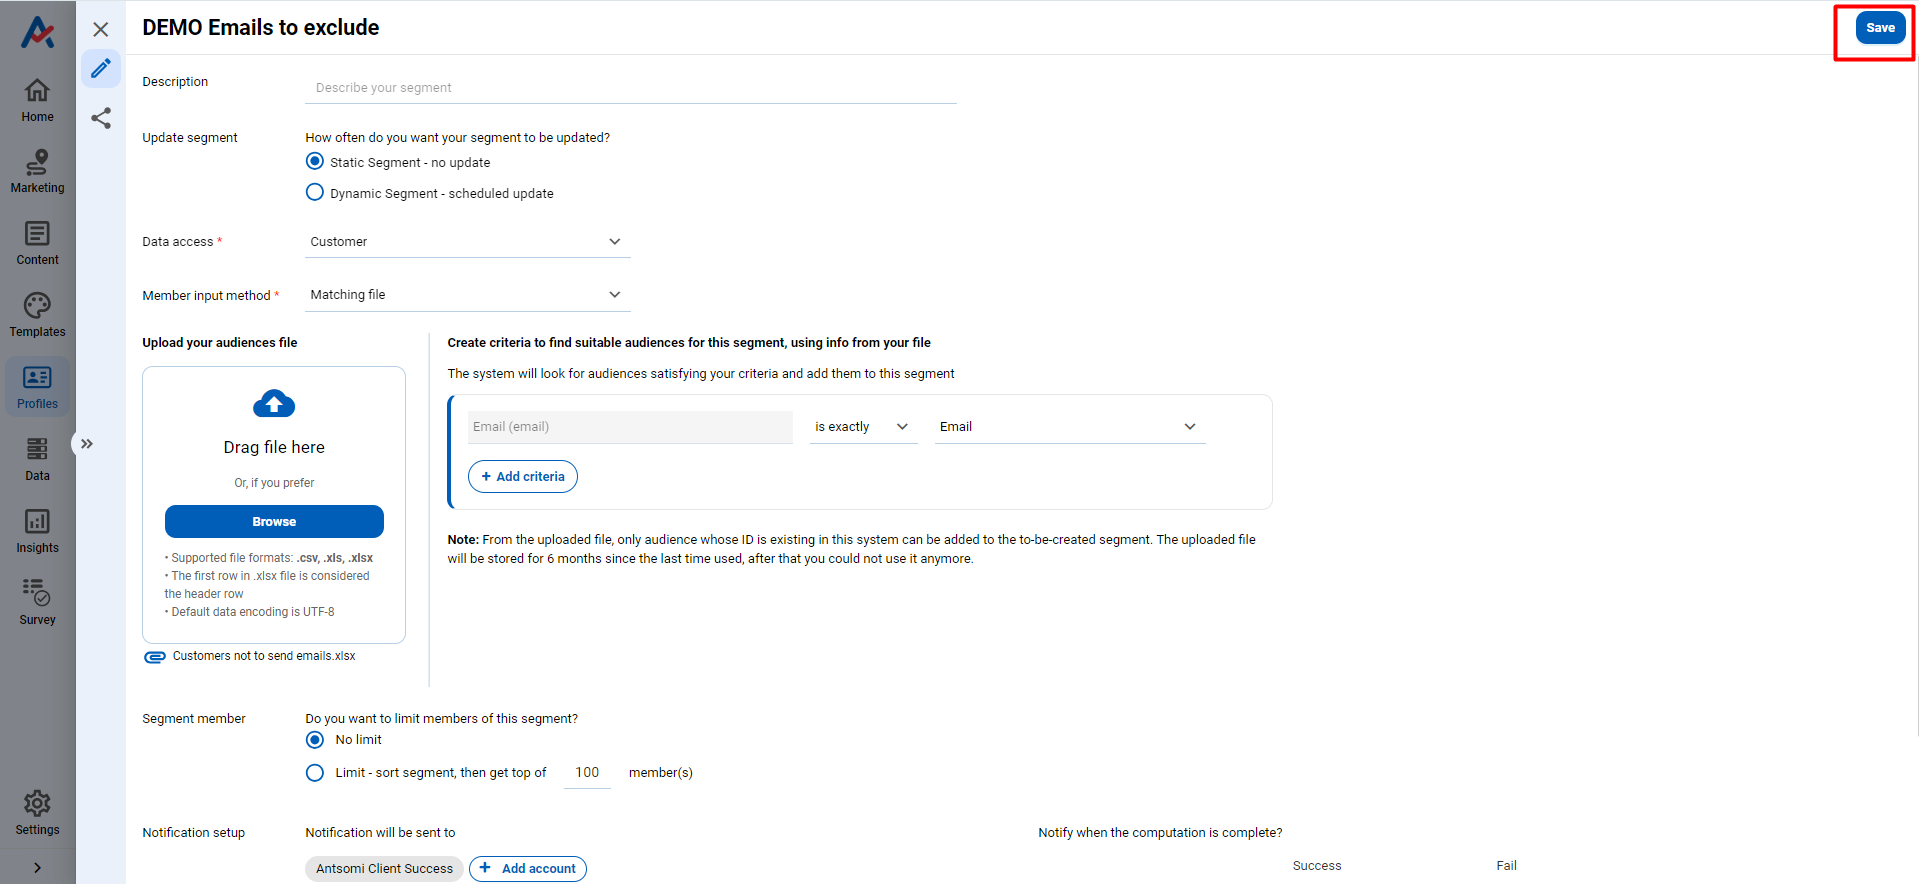 DEMO Emails to exclude
Save
Home
Marketing
Content
Templates
Profiles
Data
Insights
Survey
Settings
Description
Describe your segment
Update segment
How often do you want your segment to be updated?
Static Segment - no update
Dynamic Segment - scheduled update
Data access *
Customer
Member input method *
Matching file
Upload your audiences file
Drag file here
Or, if you prefer
Browse
• Supported file formats: .csv, .xls, .xlsx
• The first row in .xlsx file is considered
the header row
• Default data encoding is UTF-8
Customers not to send emails.xlsx
Create criteria to find suitable audiences for this segment, using info from your file
The system will look for audiences satisfying your criteria and add them to this segment
Email (email)
is exactly
Email
+ Add criteria
Note: From the uploaded file, only audience whose ID is existing in this system can be added to the to-be-created segment. The uploaded file
will be stored for 6 months since the last time used, after that you could not use it anymore.
Segment member
Do you want to limit members of this segment?
No limit
Limit - sort segment, then get top of 100 member(s)
Notification setup
Notification will be sent to
Antsomi Client Success
+ Add account
Notify when the computation is complete?
Success
Fail